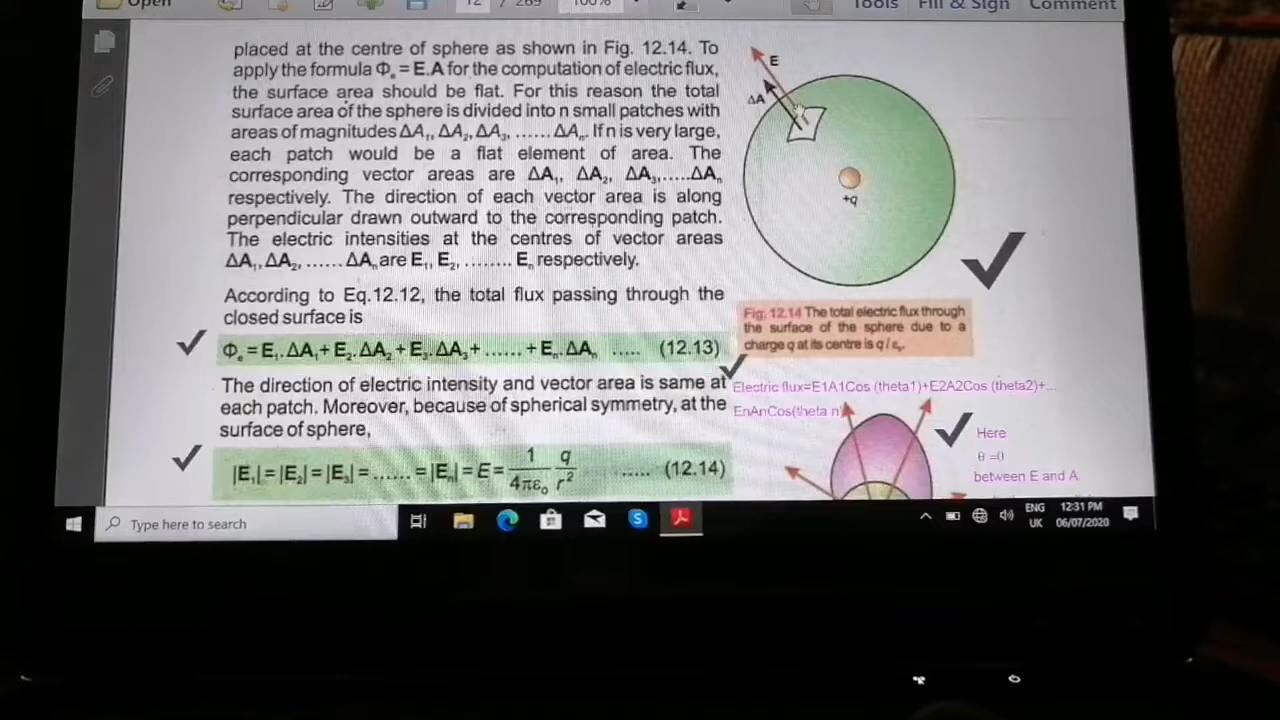 Open
12 / 269
100%
Tools Fill & Sign Comment
placed at the centre of sphere as shown in Fig. 12.14. To
apply the formula Φₑ = E.A for the computation of electric flux,
the surface area should be flat. For this reason the total
surface area of the sphere is divided into n small patches with
areas of magnitudes ΔA₁, ΔA₂, ΔA₃, ...... ΔAₙ. If n is very large,
each patch would be a flat element of area. The
corresponding vector areas are ΔA₁, ΔA₂, ΔA₃,.....ΔAₙ
respectively. The direction of each vector area is along
perpendicular drawn outward to the corresponding patch.
The electric intensities at the centres of vector areas
ΔA₁, ΔA₂, ...... ΔAₙ are E₁, E₂, ........ Eₙ respectively.
According to Eq.12.12, the total flux passing through the
closed surface is
Φₑ = E₁. ΔA₁ + E₂. ΔA₂ + E₃. ΔA₃ + ...... + Eₙ. ΔAₙ ..... (12.13)
The direction of electric intensity and vector area is same at
each patch. Moreover, because of spherical symmetry, at the
surface of sphere,
|E₁| = |E₂| = |E₃| = ...... = |Eₙ| = E = 1/4πε₀ q/r² ..... (12.14)
E
ΔA
+q
Fig. 12.14 The total electric flux through
the surface of the sphere due to a
charge q at its centre is q / ε₀.
Electric flux=E1A1Cos (theta1)+E2A2Cos (theta2)+...
EnAnCos(theta n)
Here
θ =0
between E and A
Type here to search
ENG
UK
12:31 PM
06/07/2020